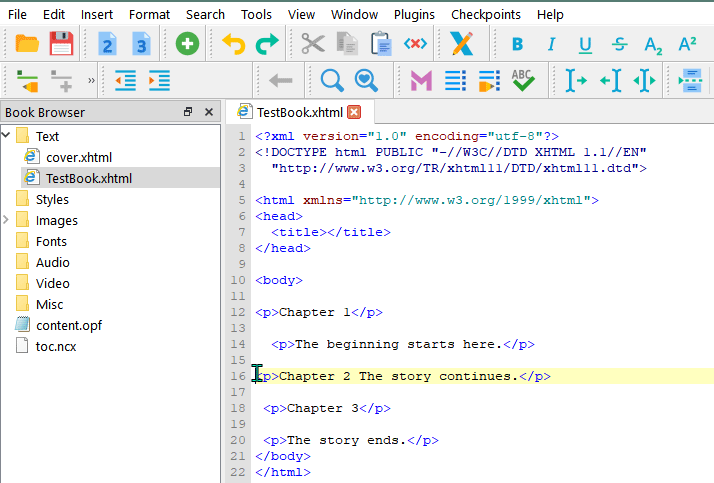 File Edit Insert Format Search Tools View Window Plugins Checkpoints Help
2 3 B I U S A2 A2
» M ABC
Book Browser
TestBook.xhtml
Text
cover.xhtml
TestBook.xhtml
Styles
Images
Fonts
Audio
Video
Misc
content.opf
toc.ncx
1 <?xml version="1.0" encoding="utf-8"?>
2 <!DOCTYPE html PUBLIC "-//W3C//DTD XHTML 1.1//EN"
3 "http://www.w3.org/TR/xhtml11/DTD/xhtml11.dtd">
4
5 <html xmlns="http://www.w3.org/1999/xhtml">
6 <head>
7 <title></title>
8 </head>
9
10 <body>
11
12 <p>Chapter 1</p>
13
14 <p>The beginning starts here.</p>
15
16 <p>Chapter 2 The story continues.</p>
17
18 <p>Chapter 3</p>
19
20 <p>The story ends.</p>
21 </body>
22 </html>